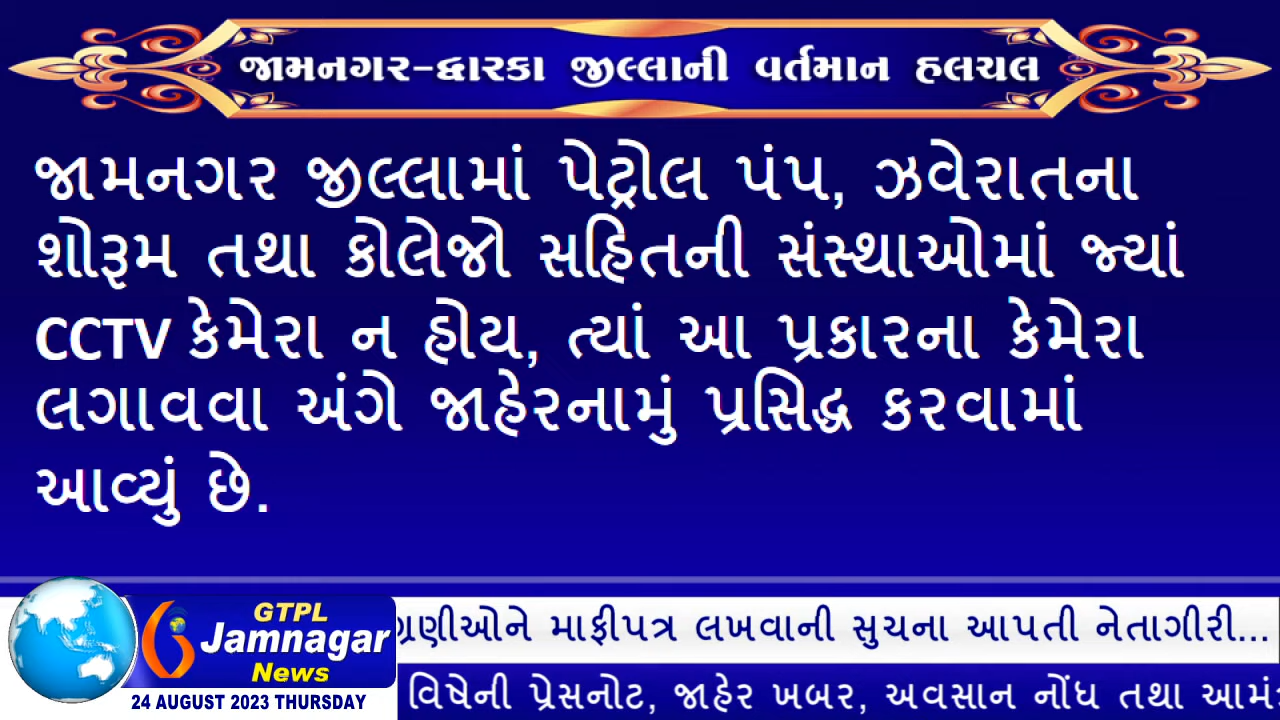 જામનગર-દ્વારકા જીલ્લાની વર્તમાન હલચલ
જામનગર જીલ્લામાં પેટ્રોલ પંપ, ઝવેરાતના
શોરૂમ તથા કોલેજો સહિતની સંસ્થાઓમાં જ્યાં
CCTV કેમેરા ન હોય, ત્યાં આ પ્રકારના કેમેરા
લગાવવા અંગે જાહેરનામું પ્રસિદ્ધ કરવામાં
આવ્યું છે.
GTPL
Jamnagar
News
24 AUGUST 2023 THURSDAY
ગ્રણીઓને માફીપત્ર લખવાની સુચના આપતી નેતાગીરી...
વિષેની પ્રેસનોટ, જાહેર ખબર, અવસાન નોંધ તથા